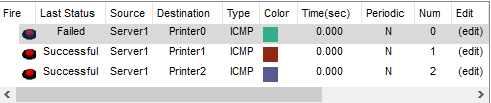 Fire Last Status Source Destination Type Color Time(sec) Periodic Num Edit
Failed Server1 Printer0 ICMP 0.000 N 0 (edit)
Successful Server1 Printer1 ICMP 0.000 N 1 (edit)
Successful Server1 Printer2 ICMP 0.000 N 2 (edit)